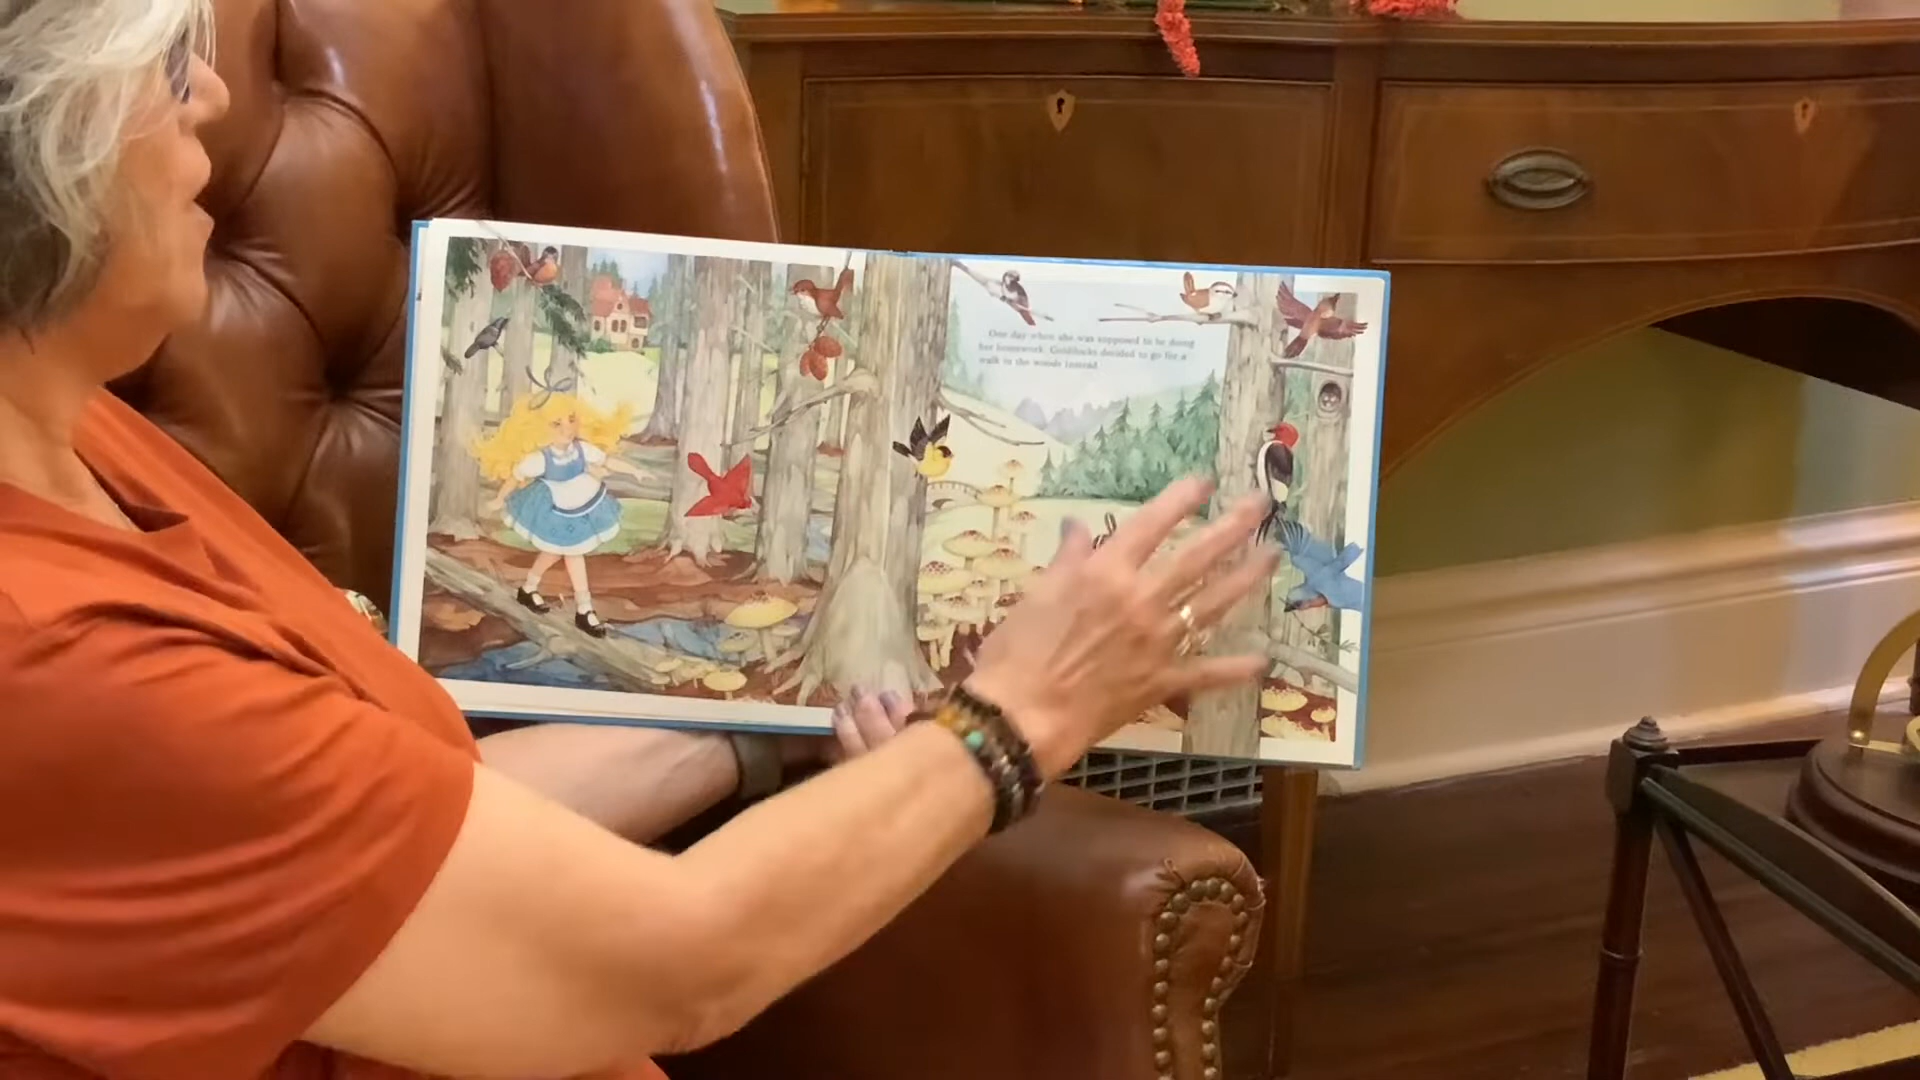 One day when she was supposed to be doing
her homework, Goldilocks decided to go for a
walk in the woods instead.